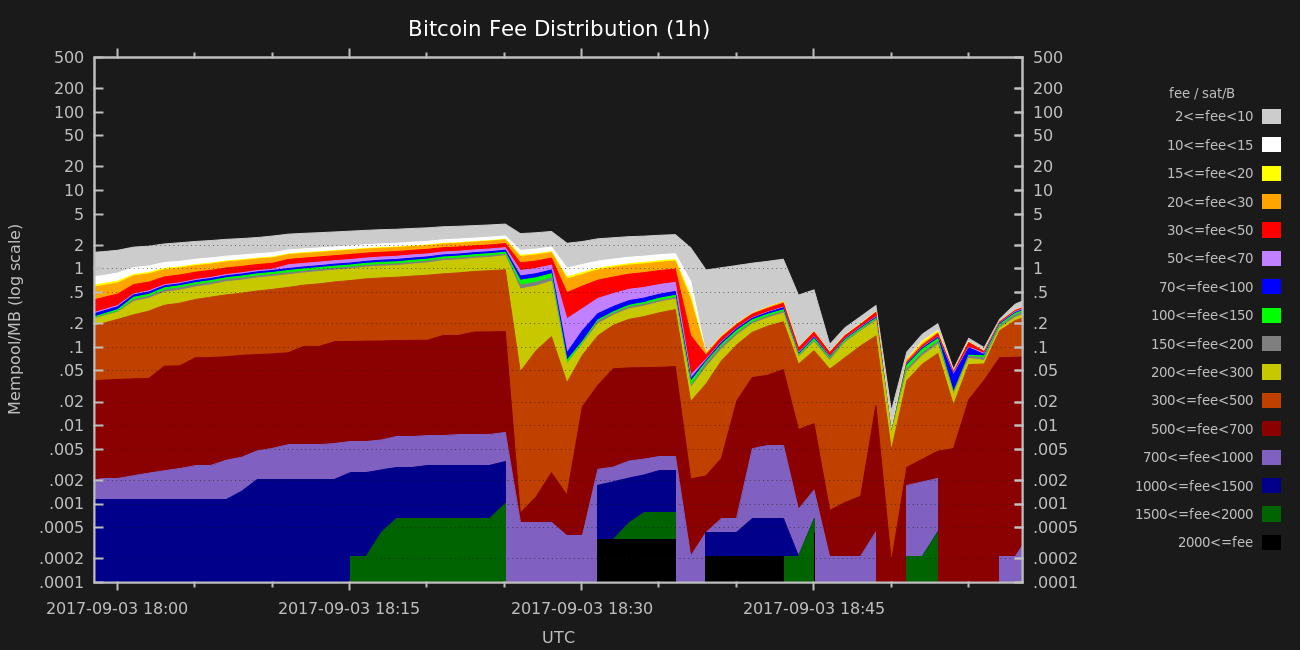 Bitcoin Fee Distribution (1h)
Mempool/MB (log scale)
500
200
100
50
20
10
5
2
1
.5
.2
.1
.05
.02
.01
.005
.002
.001
.0005
.0002
.0001
500
200
100
50
20
10
5
2
1
.5
.2
.1
.05
.02
.01
.005
.002
.001
.0005
.0002
.0001
2017-09-03 18:00
2017-09-03 18:15
2017-09-03 18:30
2017-09-03 18:45
UTC
fee / sat/B
2<=fee<10
10<=fee<15
15<=fee<20
20<=fee<30
30<=fee<50
50<=fee<70
70<=fee<100
100<=fee<150
150<=fee<200
200<=fee<300
300<=fee<500
500<=fee<700
700<=fee<1000
1000<=fee<1500
1500<=fee<2000
2000<=fee